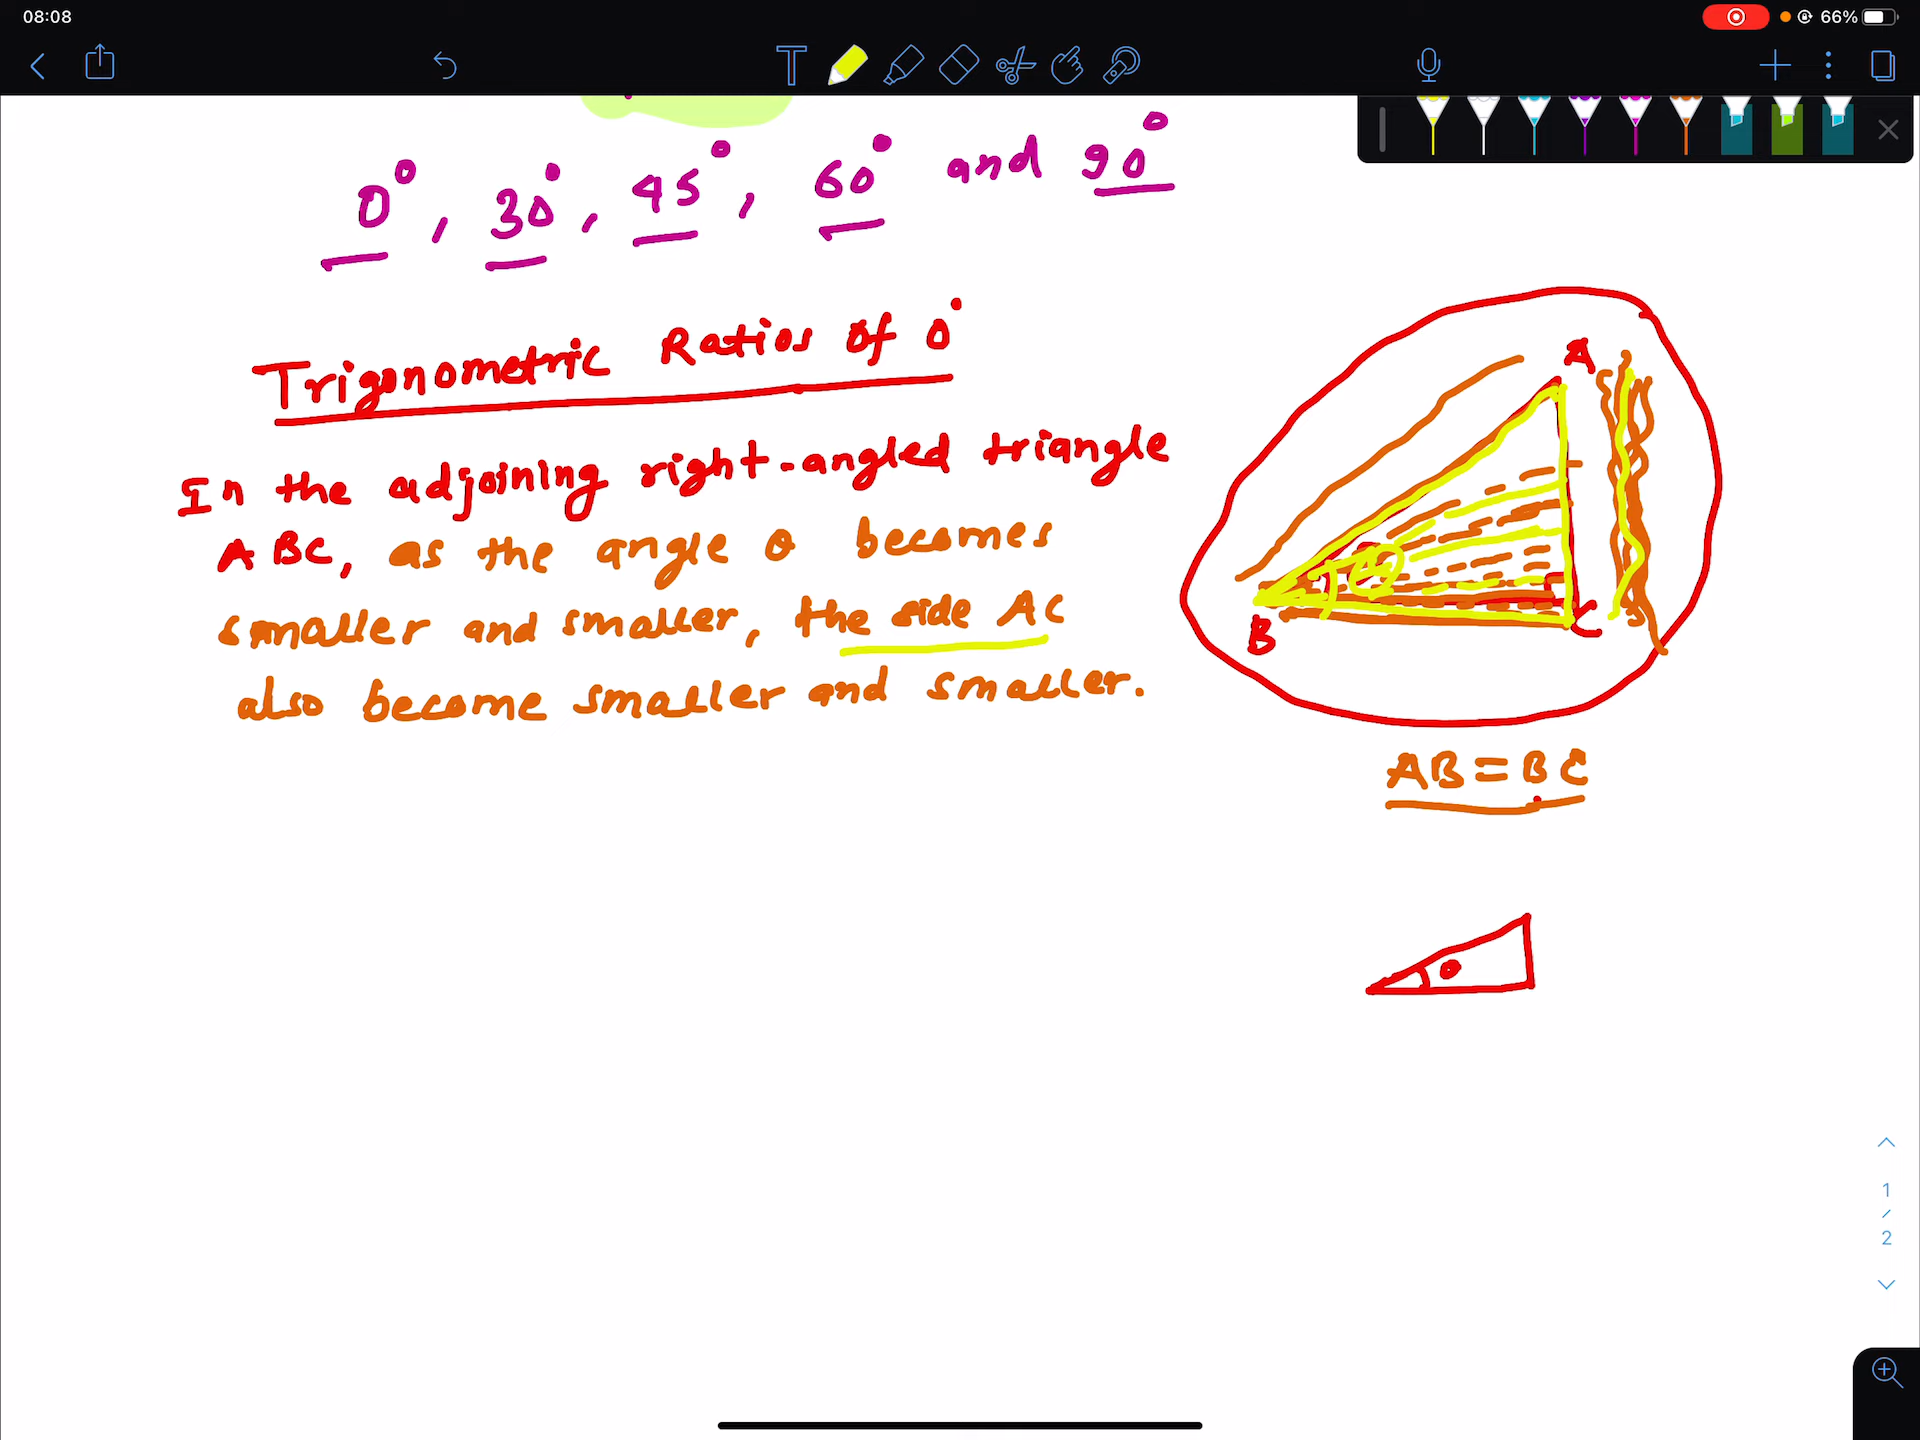 08:08
66%
T
0°, 30°, 45°, 60° and 90°
Trigonometric Ratios of 0°
In the adjoining right-angled triangle
ABC, as the angle θ becomes
smaller and smaller, the side AC
also become smaller and smaller.
A
θ
B
C
AB = BC
θ
1
/
2